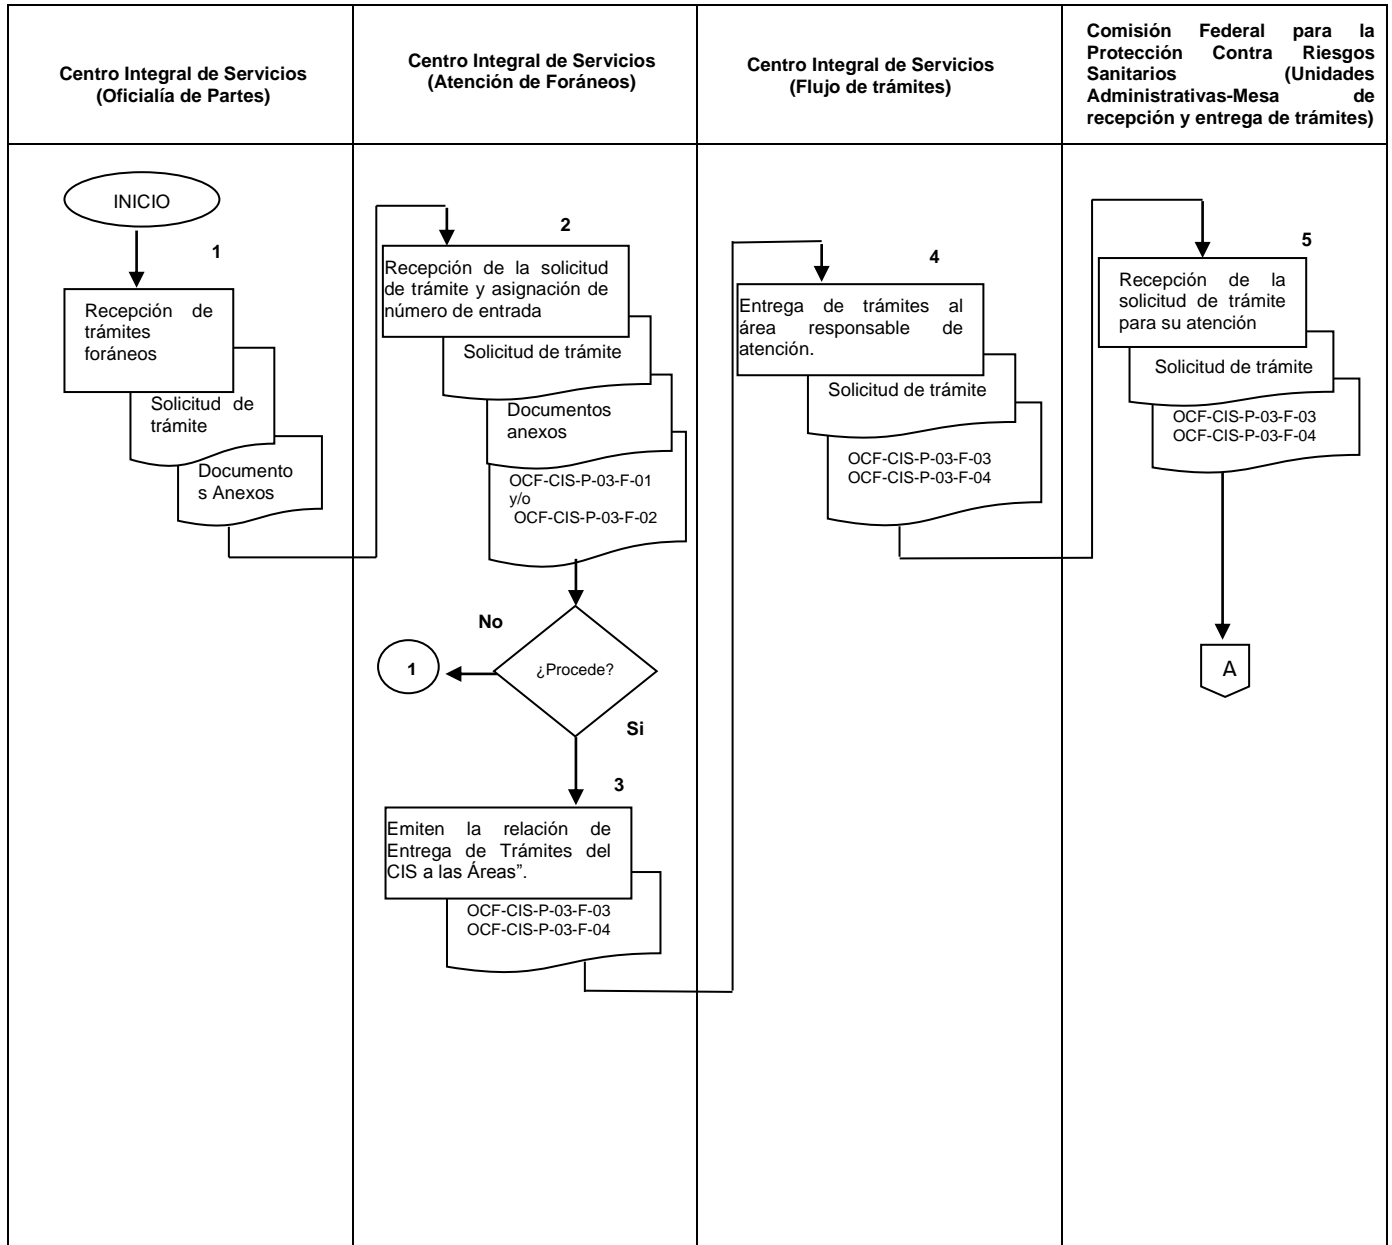 Centro Integral de Servicios
(Oficialía de Partes)
Centro Integral de Servicios
(Atención de Foráneos)
Centro Integral de Servicios
(Flujo de trámites)
Comisión Federal para la
Protección Contra Riesgos
Sanitarios (Unidades
Administrativas-Mesa de
recepción y entrega de trámites)
INICIO
1
Recepción de
trámites
foráneos
Solicitud de
trámite
Documento
s Anexos
2
Recepción de la solicitud
de trámite y asignación de
número de entrada
Solicitud de trámite
Documentos
anexos
OCF-CIS-P-03-F-01
y/o
OCF-CIS-P-03-F-02
No
1
¿Procede?
Si
3
Emiten la relación de
Entrega de Trámites del
CIS a las Áreas”.
OCF-CIS-P-03-F-03
OCF-CIS-P-03-F-04
4
Entrega de trámites al
área responsable de
atención.
Solicitud de trámite
OCF-CIS-P-03-F-03
OCF-CIS-P-03-F-04
5
Recepción de la
solicitud de trámite
para su atención
Solicitud de trámite
OCF-CIS-P-03-F-03
OCF-CIS-P-03-F-04
A